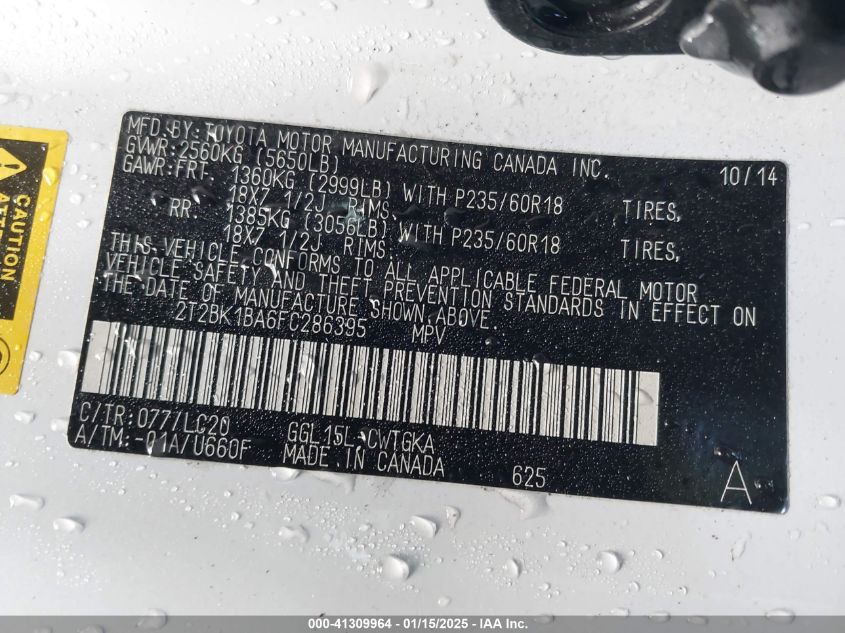 MFD.BY:TOYOTA MOTOR MANUFACTURING CANADA INC. 10/14
GVWR:2560KG (5650LB)
GAWR:FRT. 1360KG (2999LB) WITH P235/60R18 TIRES,
18X7 1/2J RIMS.
RR: 1385KG (3056LB) WITH P235/60R18 TIRES,
18X7 1/2J RIMS.
THIS VEHICLE CONFORMS TO ALL APPLICABLE FEDERAL MOTOR
VEHICLE SAFETY AND THEFT PREVENTION STANDARDS IN EFFECT ON
THE DATE OF MANUFACTURE SHOWN ABOVE.
2T2BK1BA6FC286395 MPV
C/TR:077/LC20 GGL15L-CWTGKA
A/TM:-01A/U660F MADE IN CANADA 625 A
ATTENTION
000-41309964 - 01/15/2025 - IAA Inc.